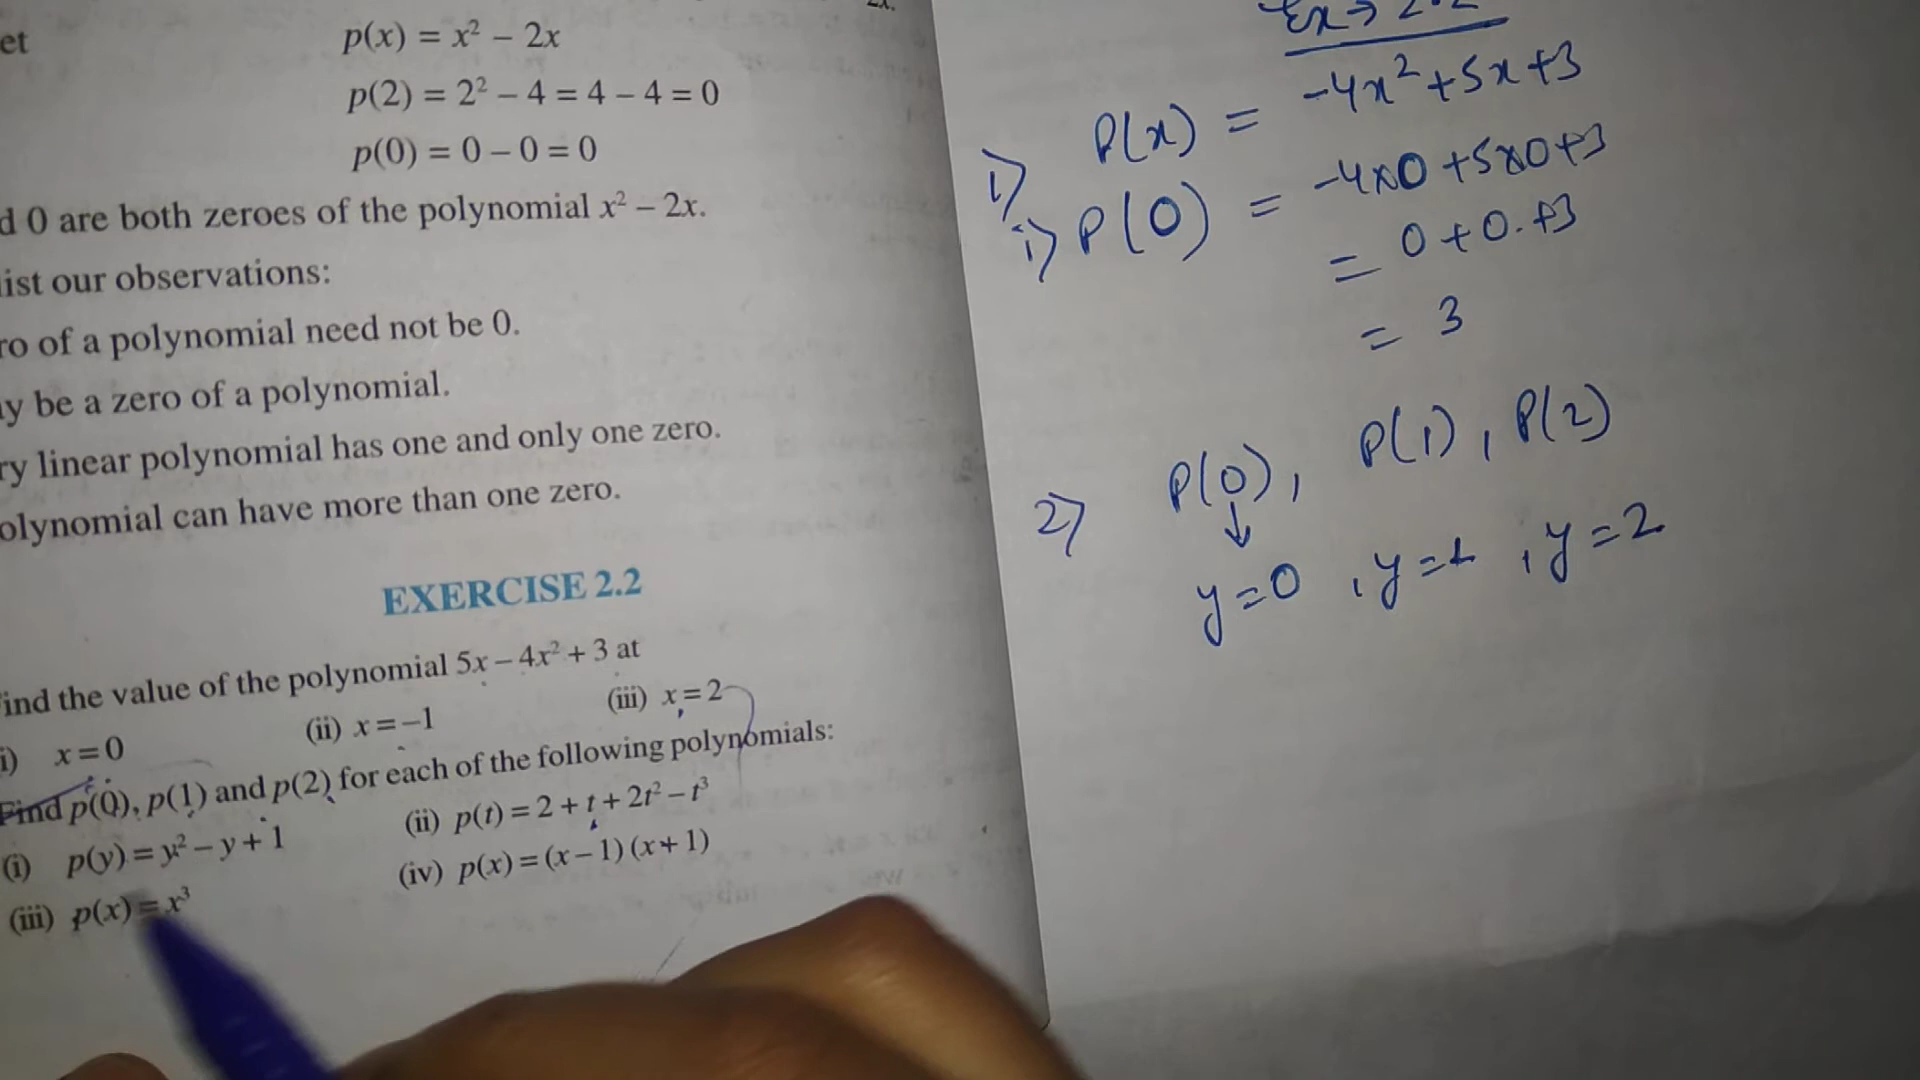 et
p(x) = x² − 2x
p(2) = 2² − 4 = 4 − 4 = 0
p(0) = 0 − 0 = 0
d 0 are both zeroes of the polynomial x² − 2x.
ist our observations:
ro of a polynomial need not be 0.
ay be a zero of a polynomial.
ry linear polynomial has one and only one zero.
olynomial can have more than one zero.
EXERCISE 2.2
ind the value of the polynomial 5x − 4x² + 3 at
i) x = 0 (ii) x = −1 (iii) x = 2
Find p(0), p(1) and p(2) for each of the following polynomials:
(i) p(y) = y² − y + 1 (ii) p(t) = 2 + t + 2t² − t³
(iii) p(x) = x³ (iv) p(x) = (x − 1) (x + 1)
Ex → 2.2
1) P(x) = -4x² + 5x + 3
i) P(0) = -4x0 + 5x0 + 3
= 0 + 0. + 3
= 3
2) P(0), P(1), P(2)
↓
y = 0 , y = 1 , y = 2